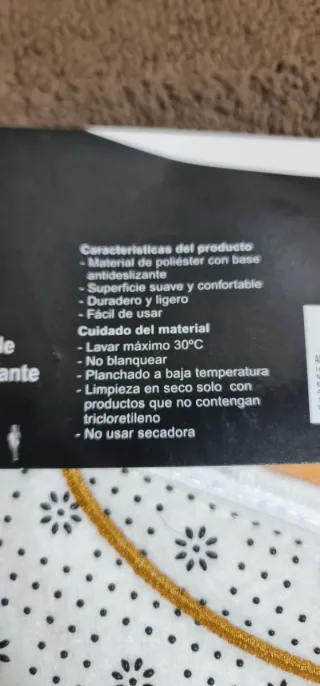 Características del producto
- Material de poliéster con base
antideslizante
- Superficie suave y confortable
- Duradero y ligero
- Fácil de usar
Cuidado del material
- Lavar máximo 30ºC
- No blanquear
- Planchado a baja temperatura
- Limpieza en seco solo con
productos que no contengan
tricloretileno
- No usar secadora
le
ante